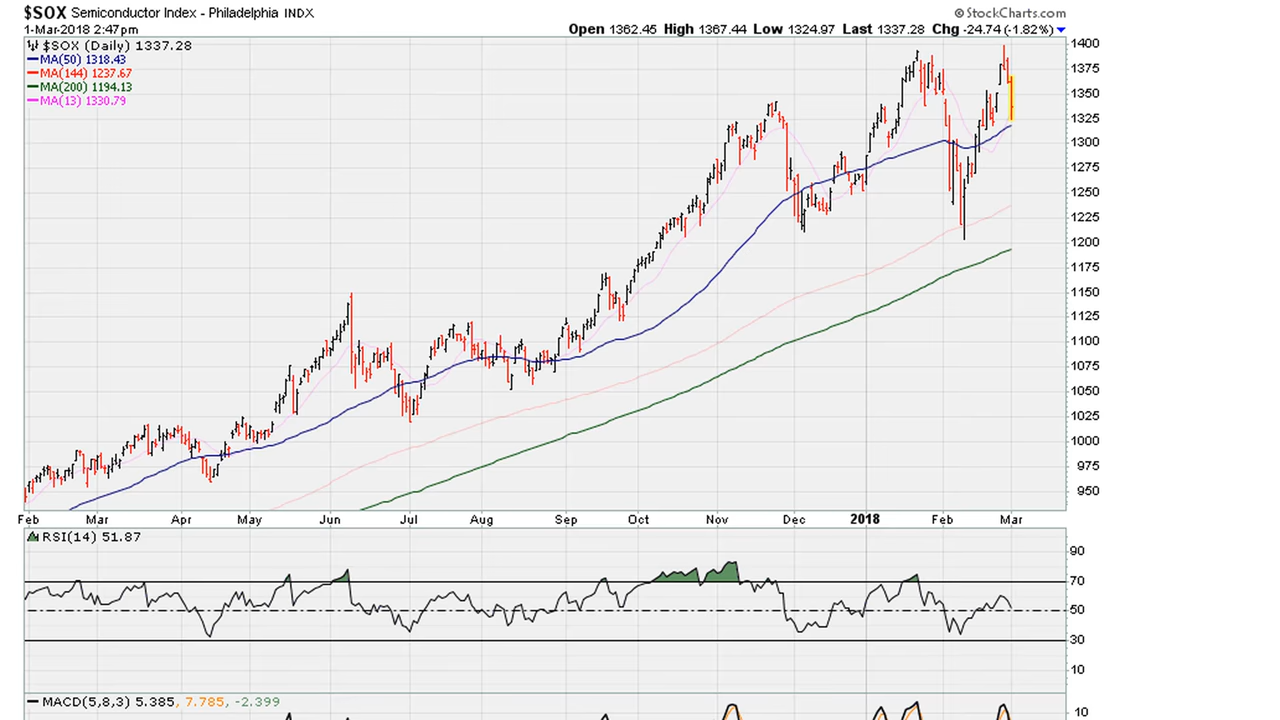 $SOX Semiconductor Index - Philadelphia INDX
© StockCharts.com
1-Mar-2018 2:47pm
Open 1362.45 High 1367.44 Low 1324.97 Last 1337.28 Chg -24.74 (-1.82%)
$SOX (Daily) 1337.28
MA(50) 1318.43
MA(144) 1237.67
MA(200) 1194.13
MA(13) 1330.79
1400
1375
1350
1325
1300
1275
1250
1225
1200
1175
1150
1125
1100
1075
1050
1025
1000
975
950
Feb Mar Apr May Jun Jul Aug Sep Oct Nov Dec 2018 Feb Mar
RSI(14) 51.87
90
70
50
30
10
MACD(5,8,3) 5.385, 7.785, -2.399
10